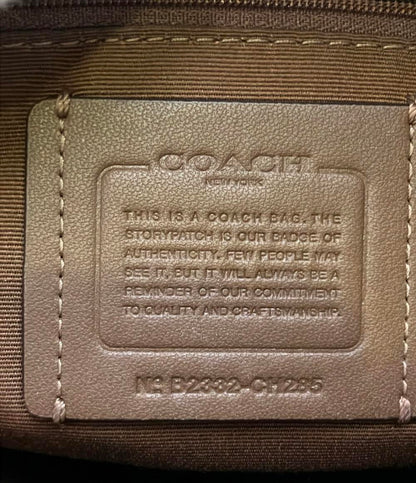 COACH
NEW YORK
THIS IS A COACH BAG. THE
STORYPATCH IS OUR BADGE OF
AUTHENTICITY. FEW PEOPLE MAY
SEE IT, BUT IT WILL ALWAYS BE A
REMINDER OF OUR COMMITMENT
TO QUALITY AND CRAFTSMANSHIP.
No B2332-CH285